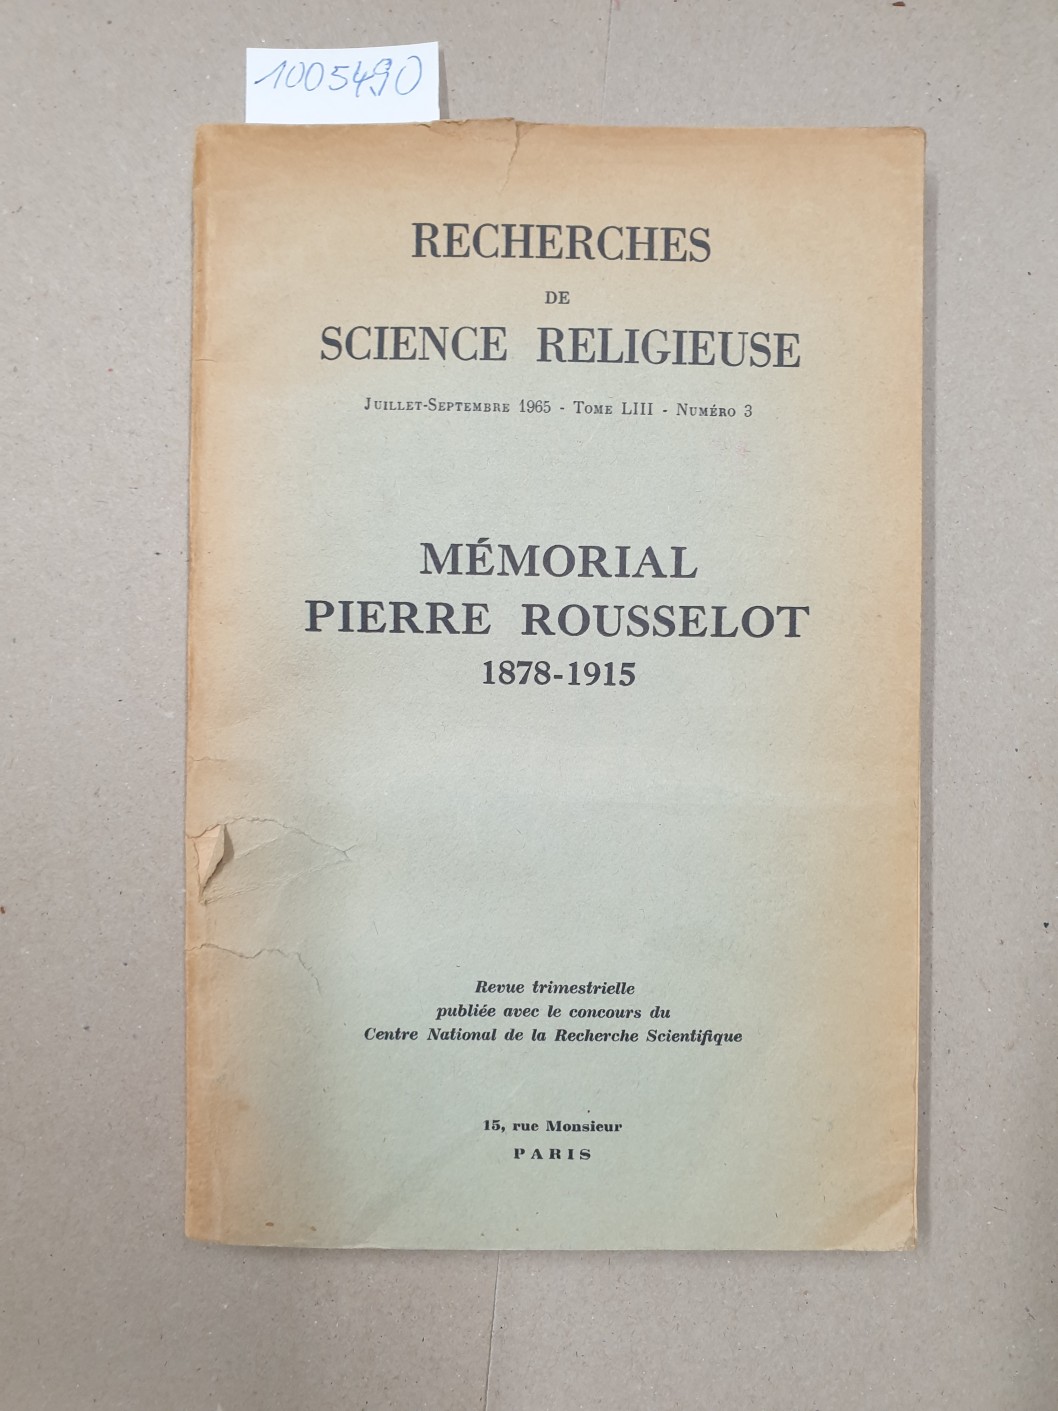 1005490
RECHERCHES
DE
SCIENCE RELIGIEUSE
JUILLET-SEPTEMBRE 1965 - TOME LIII - NUMÉRO 3
MÉMORIAL
PIERRE ROUSSELOT
1878-1915
Revue trimestrielle
publiée avec le concours du
Centre National de la Recherche Scientifique
15, rue Monsieur
PARIS